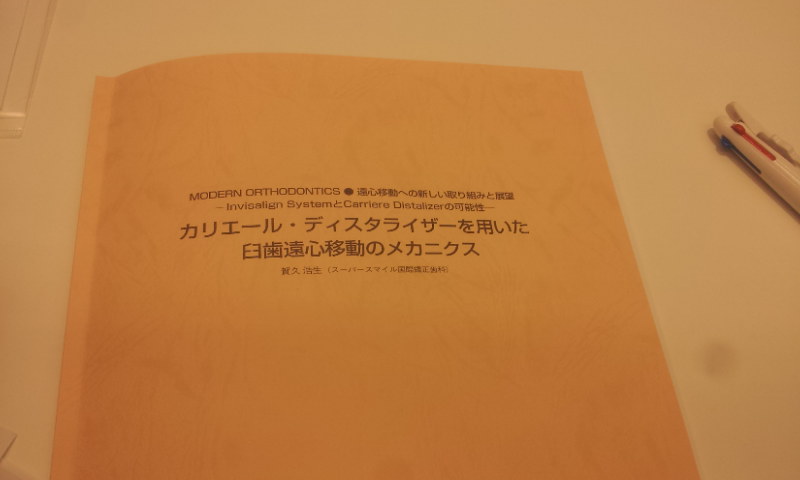 MODERN ORTHODONTICS ● 遠心移動への新しい取り組みと展望
−Invisalign SystemとCarriere Distalizerの可能性−
カリエール・ディスタライザーを用いた
臼歯遠心移動のメカニクス
賀久 浩生（スーパースマイル国際矯正歯科）